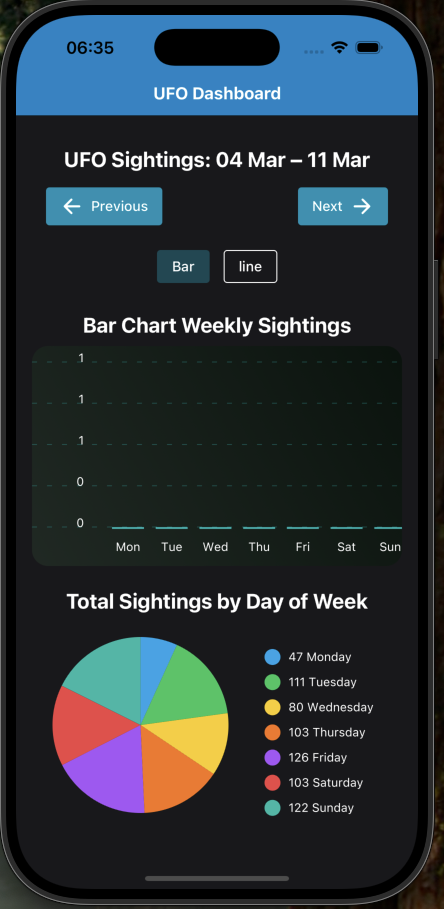 06:35
UFO Dashboard
UFO Sightings: 04 Mar – 11 Mar
Previous
Next
Bar
line
Bar Chart Weekly Sightings
1
1
1
0
0
Mon Tue Wed Thu Fri Sat Sun
Total Sightings by Day of Week
47 Monday
111 Tuesday
80 Wednesday
103 Thursday
126 Friday
103 Saturday
122 Sunday